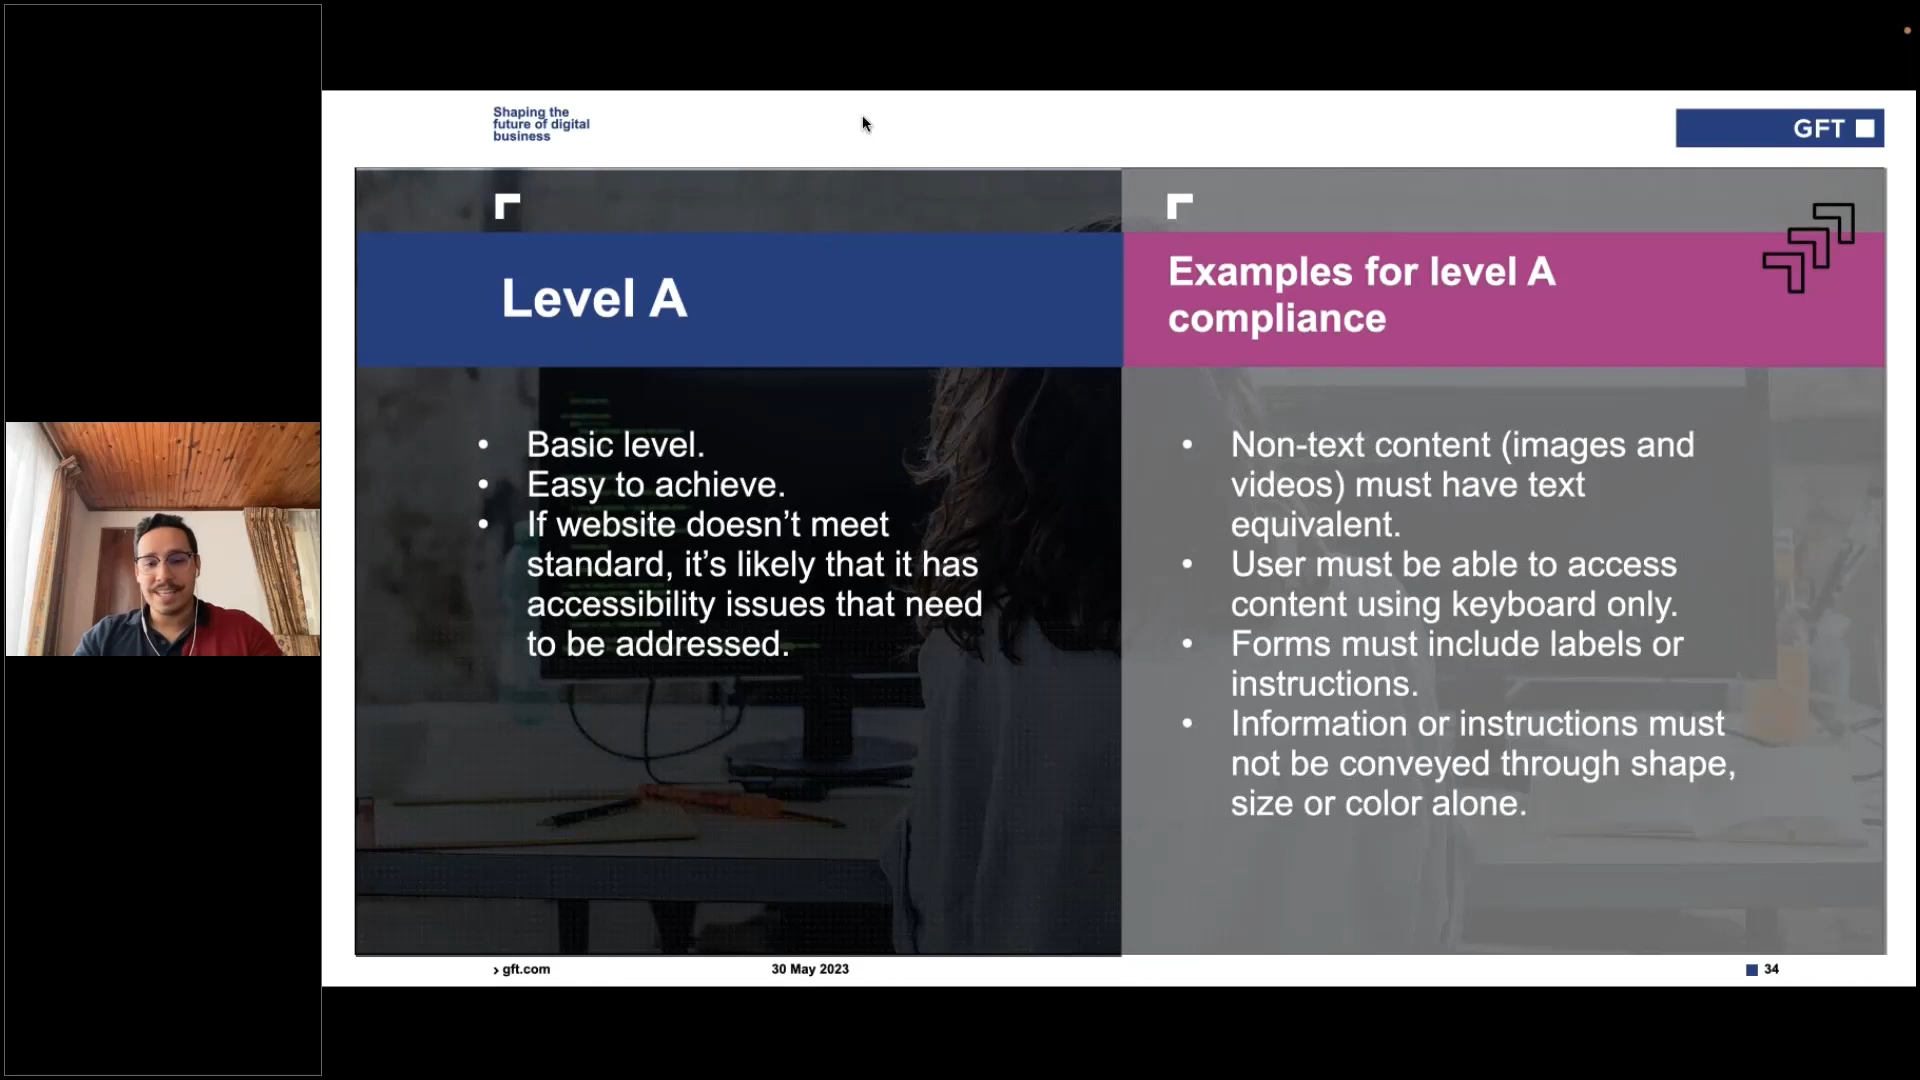 Shaping the
future of digital
business
GFT
Level A
• Basic level.
• Easy to achieve.
• If website doesn’t meet
standard, it’s likely that it has
accessibility issues that need
to be addressed.
Examples for level A
compliance
• Non-text content (images and
videos) must have text
equivalent.
• User must be able to access
content using keyboard only.
• Forms must include labels or
instructions.
• Information or instructions must
not be conveyed through shape,
size or color alone.
› gft.com
30 May 2023
34